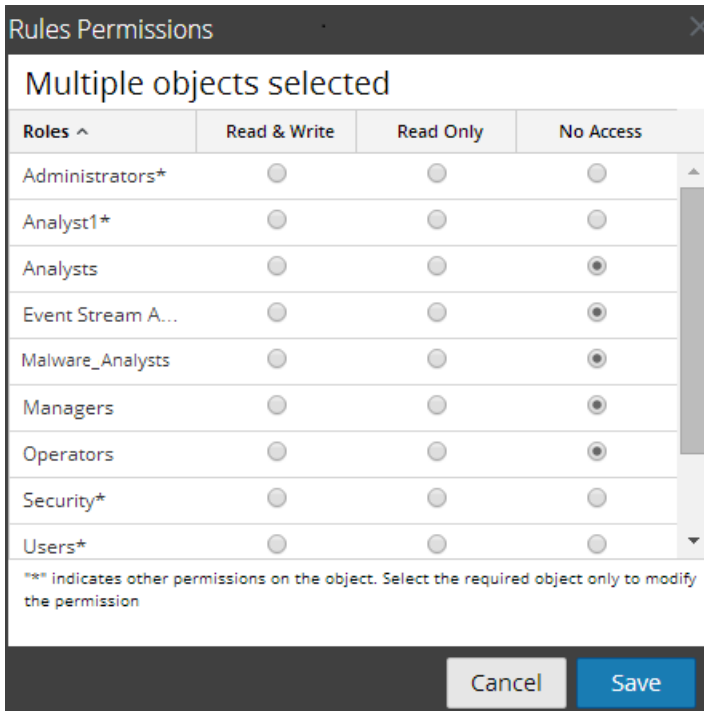 Rules Permissions
Multiple objects selected
Roles Read & Write Read Only No Access
Administrators*
Analyst1*
Analysts
Event Stream A...
Malware_Analysts
Managers
Operators
Security*
Users*
"*" indicates other permissions on the object. Select the required object only to modify
the permission
Cancel Save